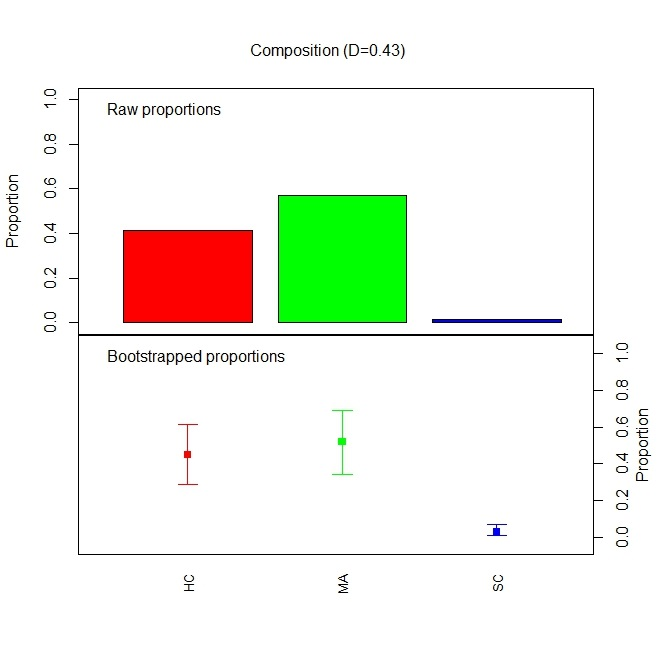 Composition (D=0.43)
Raw proportions
Proportion
1.0
0.8
0.6
0.4
0.2
0.0
Bootstrapped proportions
Proportion
1.0
0.8
0.6
0.4
0.2
0.0
HC
MA
SC